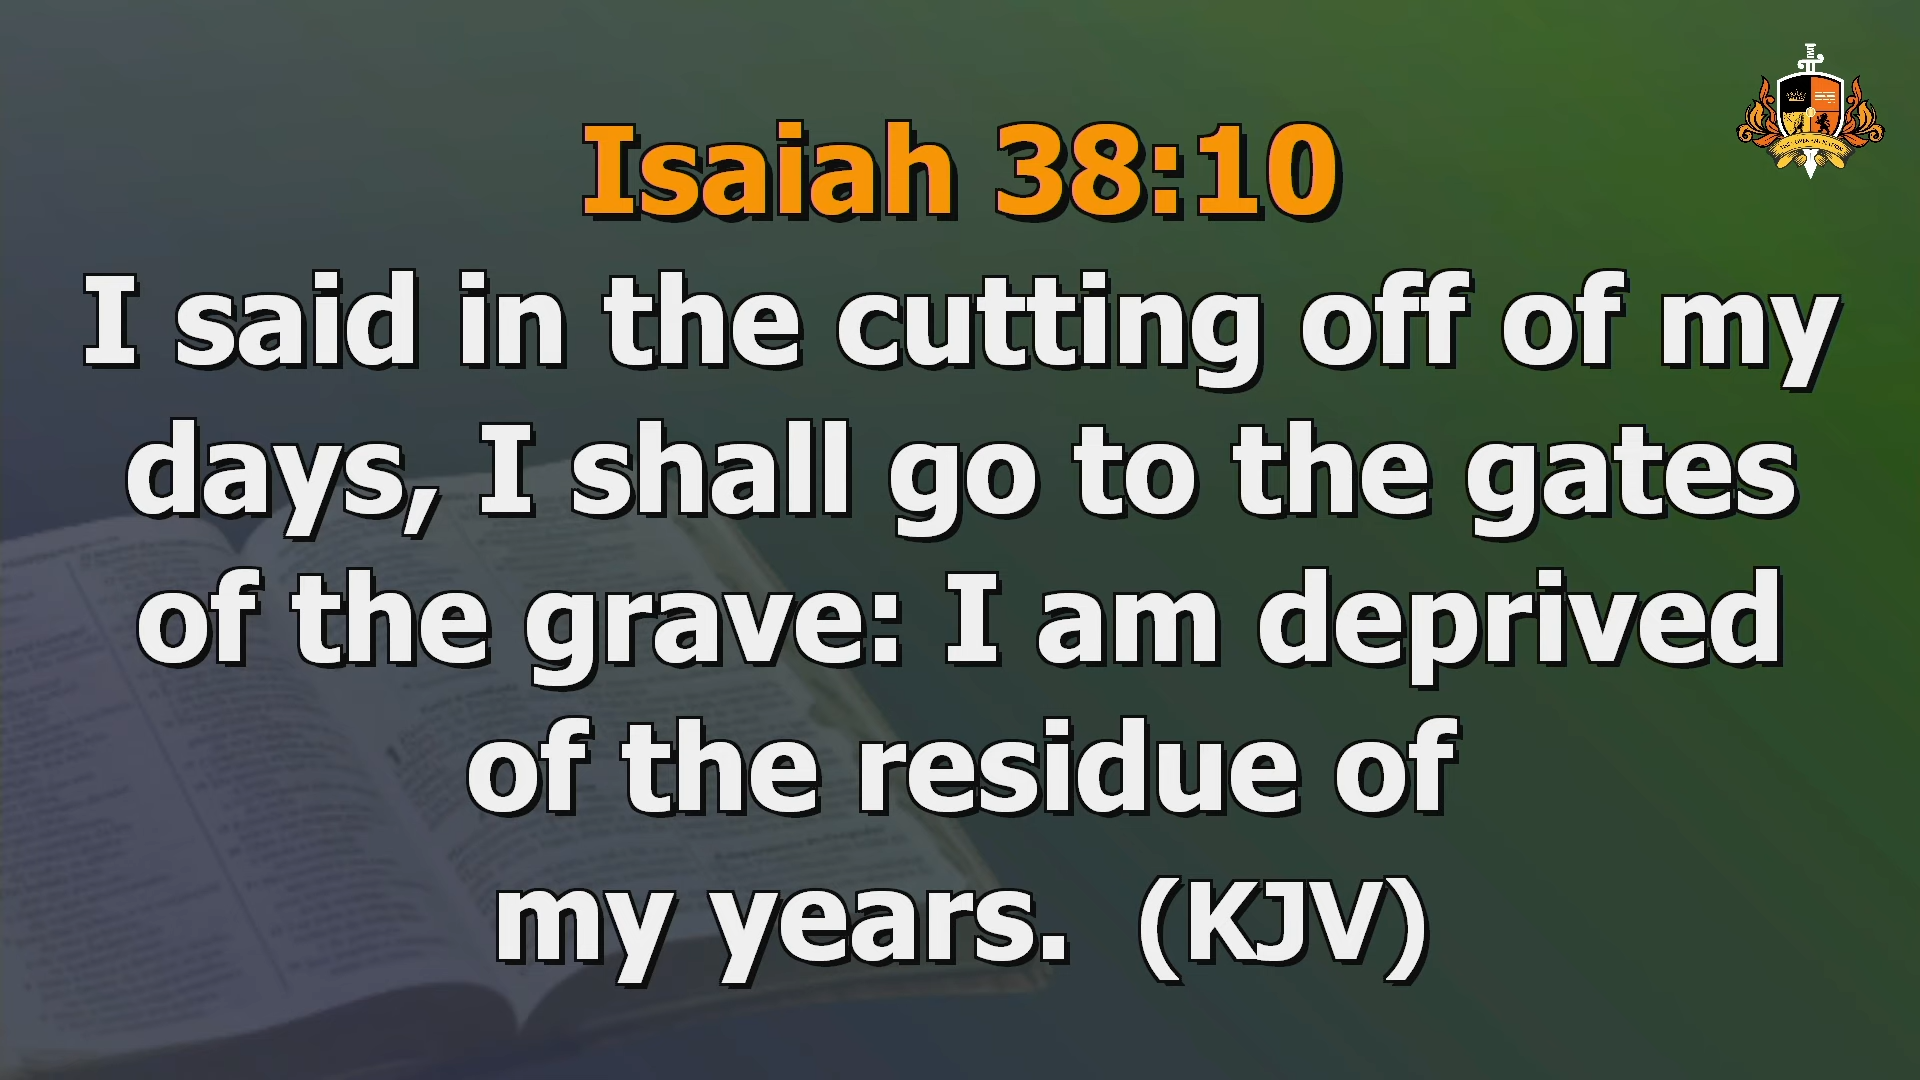 Isaiah 38:10
I said in the cutting off of my
days, I shall go to the gates
of the grave: I am deprived
of the residue of
my years.  (KJV)